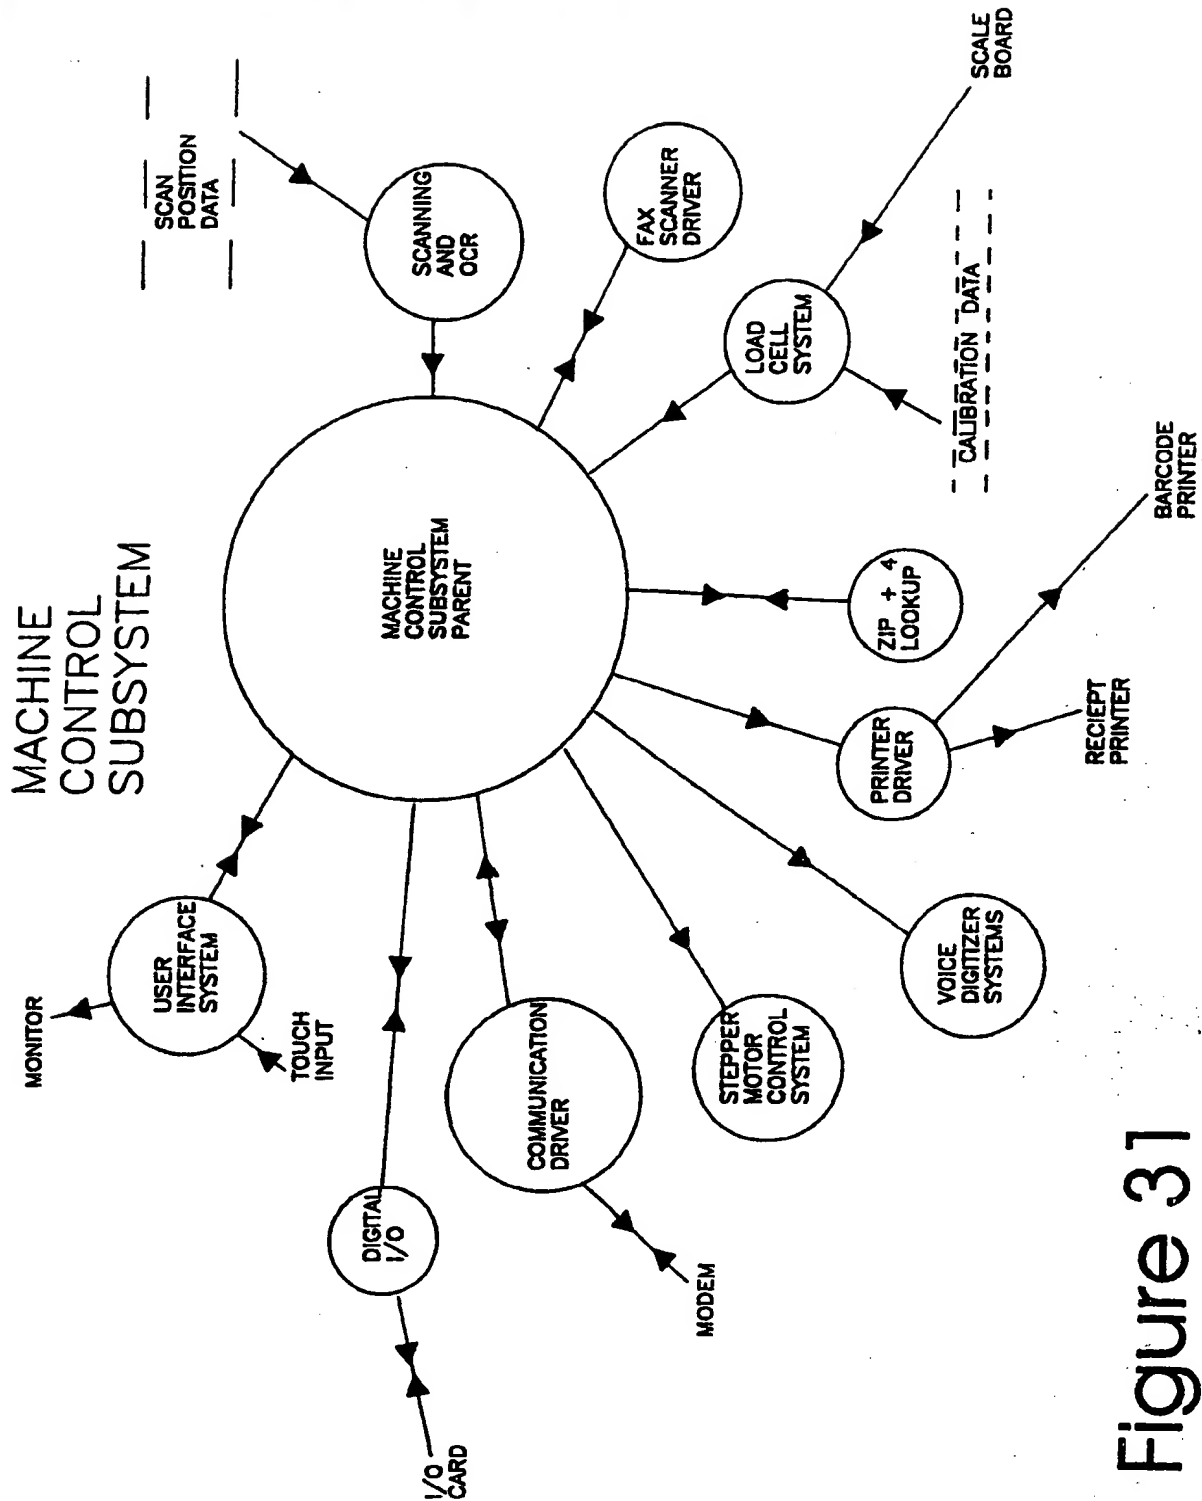 MACHINE
CONTROL
SUBSYSTEM
MONITOR
USER
INTERFACE
SYSTEM
TOUCH
INPUT
SCAN
POSITION
DATA
SCANNING
AND
OCR
MACHINE
CONTROL
SUBSYSTEM
PARENT
DIGITAL
I/O
I/O
CARD
COMMUNICATION
DRIVER
MODEM
FAX
SCANNER
DRIVER
STEPPER
MOTOR
CONTROL
SYSTEM
LOAD
CELL
SYSTEM
VOICE
DIGITIZER
SYSTEMS
PRINTER
DRIVER
ZIP + 4
LOOKUP
CALIBRATION DATA
SCALE
BOARD
RECIEPT
PRINTER
BARCODE
PRINTER
Figure 31